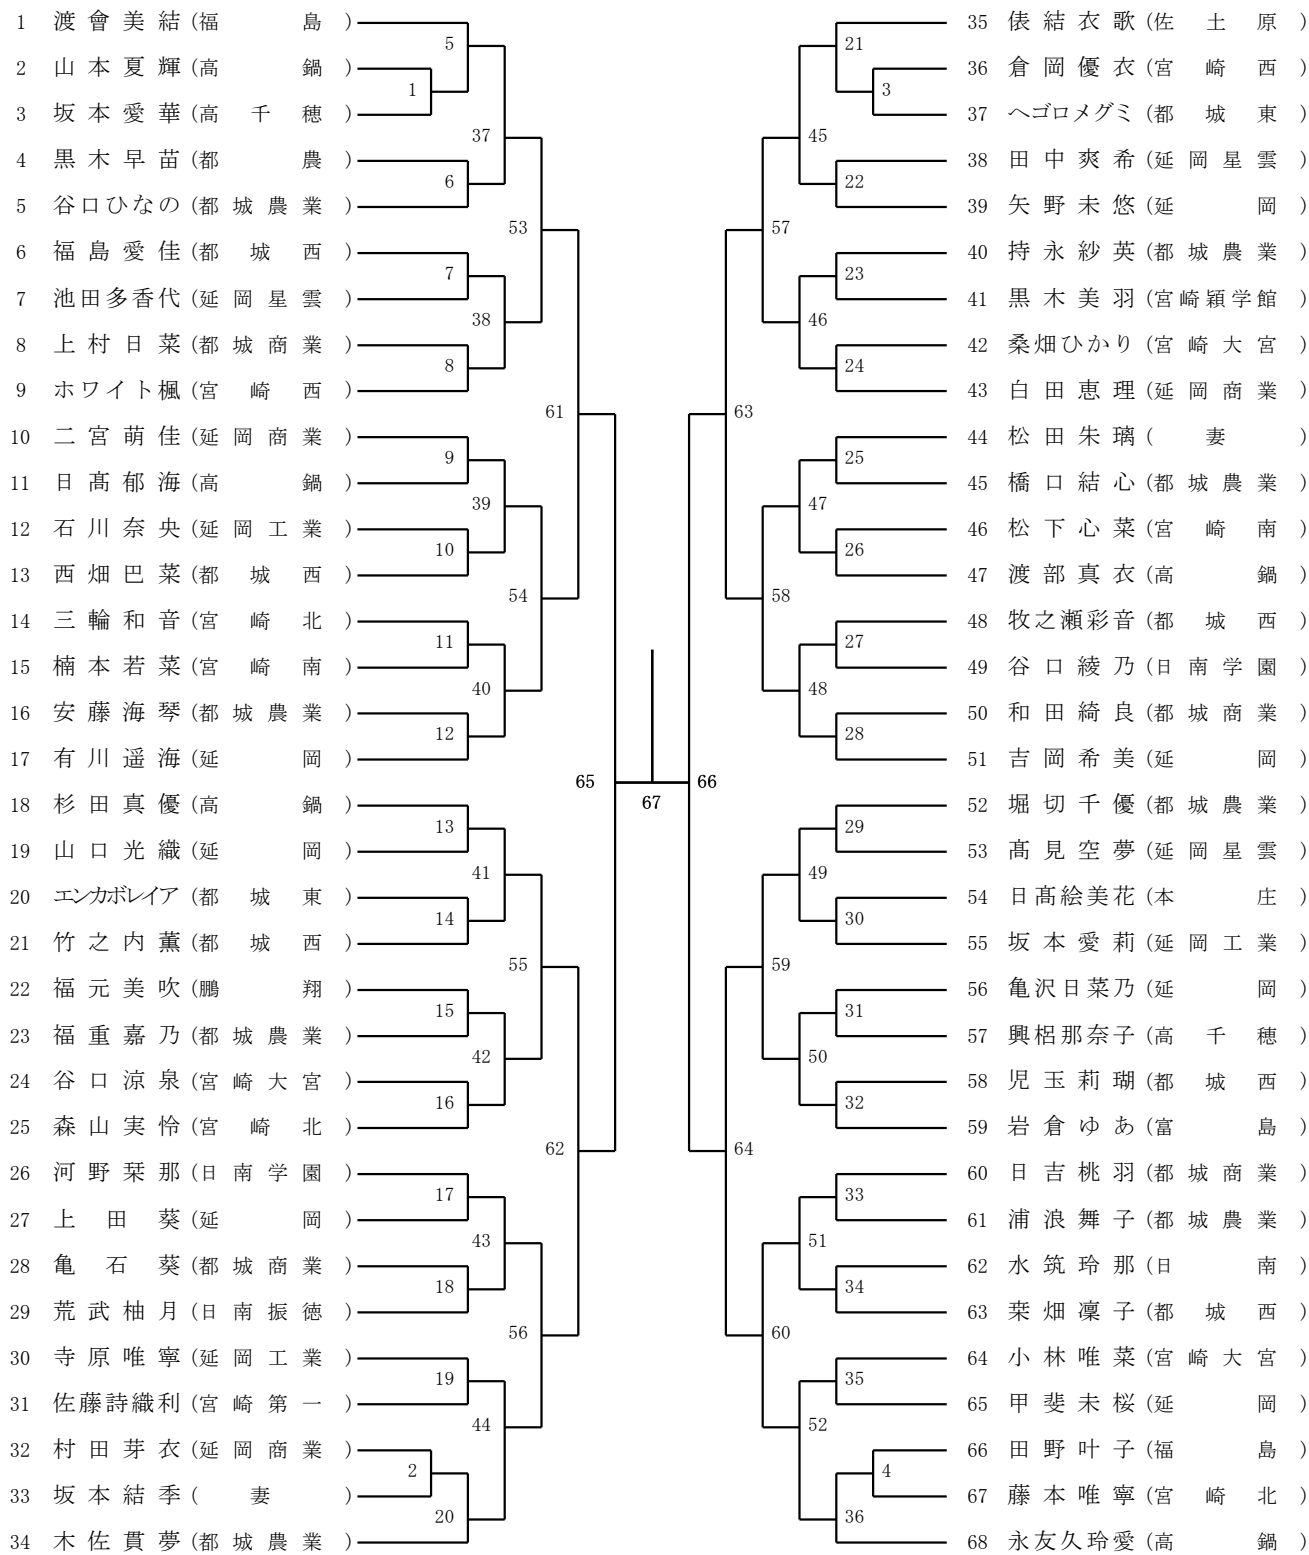 1 渡會美結 (福島)
2 山本夏輝 (高鍋)
3 坂本愛華 (高千穂)
4 黒木早苗 (都農)
5 谷口ひなの (都城農業)
6 福島愛佳 (都城西)
7 池田多香代 (延岡星雲)
8 上村日菜 (都城商業)
9 ホワイト楓 (宮崎西)
10 二宮萌佳 (延岡商業)
11 日髙郁海 (高鍋)
12 石川奈央 (延岡工業)
13 西畑巴菜 (都城西)
14 三輪和音 (宮崎北)
15 楠本若菜 (宮崎南)
16 安藤海琴 (都城農業)
17 有川遥海 (延岡)
18 杉田真優 (高鍋)
19 山口光織 (延岡)
20 エンカボレイア (都城東)
21 竹之内薫 (都城西)
22 福元美吹 (鵬翔)
23 福重嘉乃 (都城農業)
24 谷口涼泉 (宮崎大宮)
25 森山実怜 (宮崎北)
26 河野栞那 (日南学園)
27 上田葵 (延岡)
28 亀石葵 (都城商業)
29 荒武柚月 (日南振徳)
30 寺原唯寧 (延岡工業)
31 佐藤詩織利 (宮崎第一)
32 村田芽衣 (延岡商業)
33 坂本結季 (妻)
34 木佐貫夢 (都城農業)
5
1
37
6
53
7
38
8
61
9
39
10
54
11
40
12
65
13
41
14
55
15
42
16
62
17
43
18
56
19
44
2
20
67
66
21
3
45
22
57
23
46
24
63
25
47
26
58
27
48
28
29
49
30
59
31
50
32
64
33
51
34
60
35
52
4
36
35 俵結衣歌 (佐土原)
36 倉岡優衣 (宮崎西)
37 ヘゴロメグミ (都城東)
38 田中爽希 (延岡星雲)
39 矢野未悠 (延岡)
40 持永紗英 (都城農業)
41 黒木美羽 (宮崎穎学館)
42 桑畑ひかり (宮崎大宮)
43 白田恵理 (延岡商業)
44 松田朱璃 (妻)
45 橋口結心 (都城農業)
46 松下心菜 (宮崎南)
47 渡部真衣 (高鍋)
48 牧之瀬彩音 (都城西)
49 谷口綾乃 (日南学園)
50 和田綺良 (都城商業)
51 吉岡希美 (延岡)
52 堀切千優 (都城農業)
53 髙見空夢 (延岡星雲)
54 日髙絵美花 (本庄)
55 坂本愛莉 (延岡工業)
56 亀沢日菜乃 (延岡)
57 興梠那奈子 (高千穂)
58 児玉莉瑚 (都城西)
59 岩倉ゆあ (富島)
60 日吉桃羽 (都城商業)
61 浦浪舞子 (都城農業)
62 水筑玲那 (日南)
63 桒畑凜子 (都城西)
64 小林唯菜 (宮崎大宮)
65 甲斐未桜 (延岡)
66 田野叶子 (福島)
67 藤本唯寧 (宮崎北)
68 永友久玲愛 (高鍋)